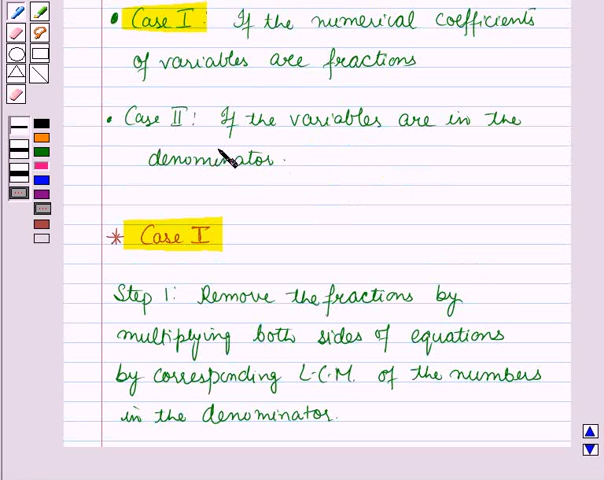 • Case I: If the numerical coefficients
of variables are fractions
• Case II: If the variables are in the
denominator.
* Case I
Step 1: Remove the fractions by
multiplying both sides of equations
by corresponding L.C.M. of the numbers
in the denominator.